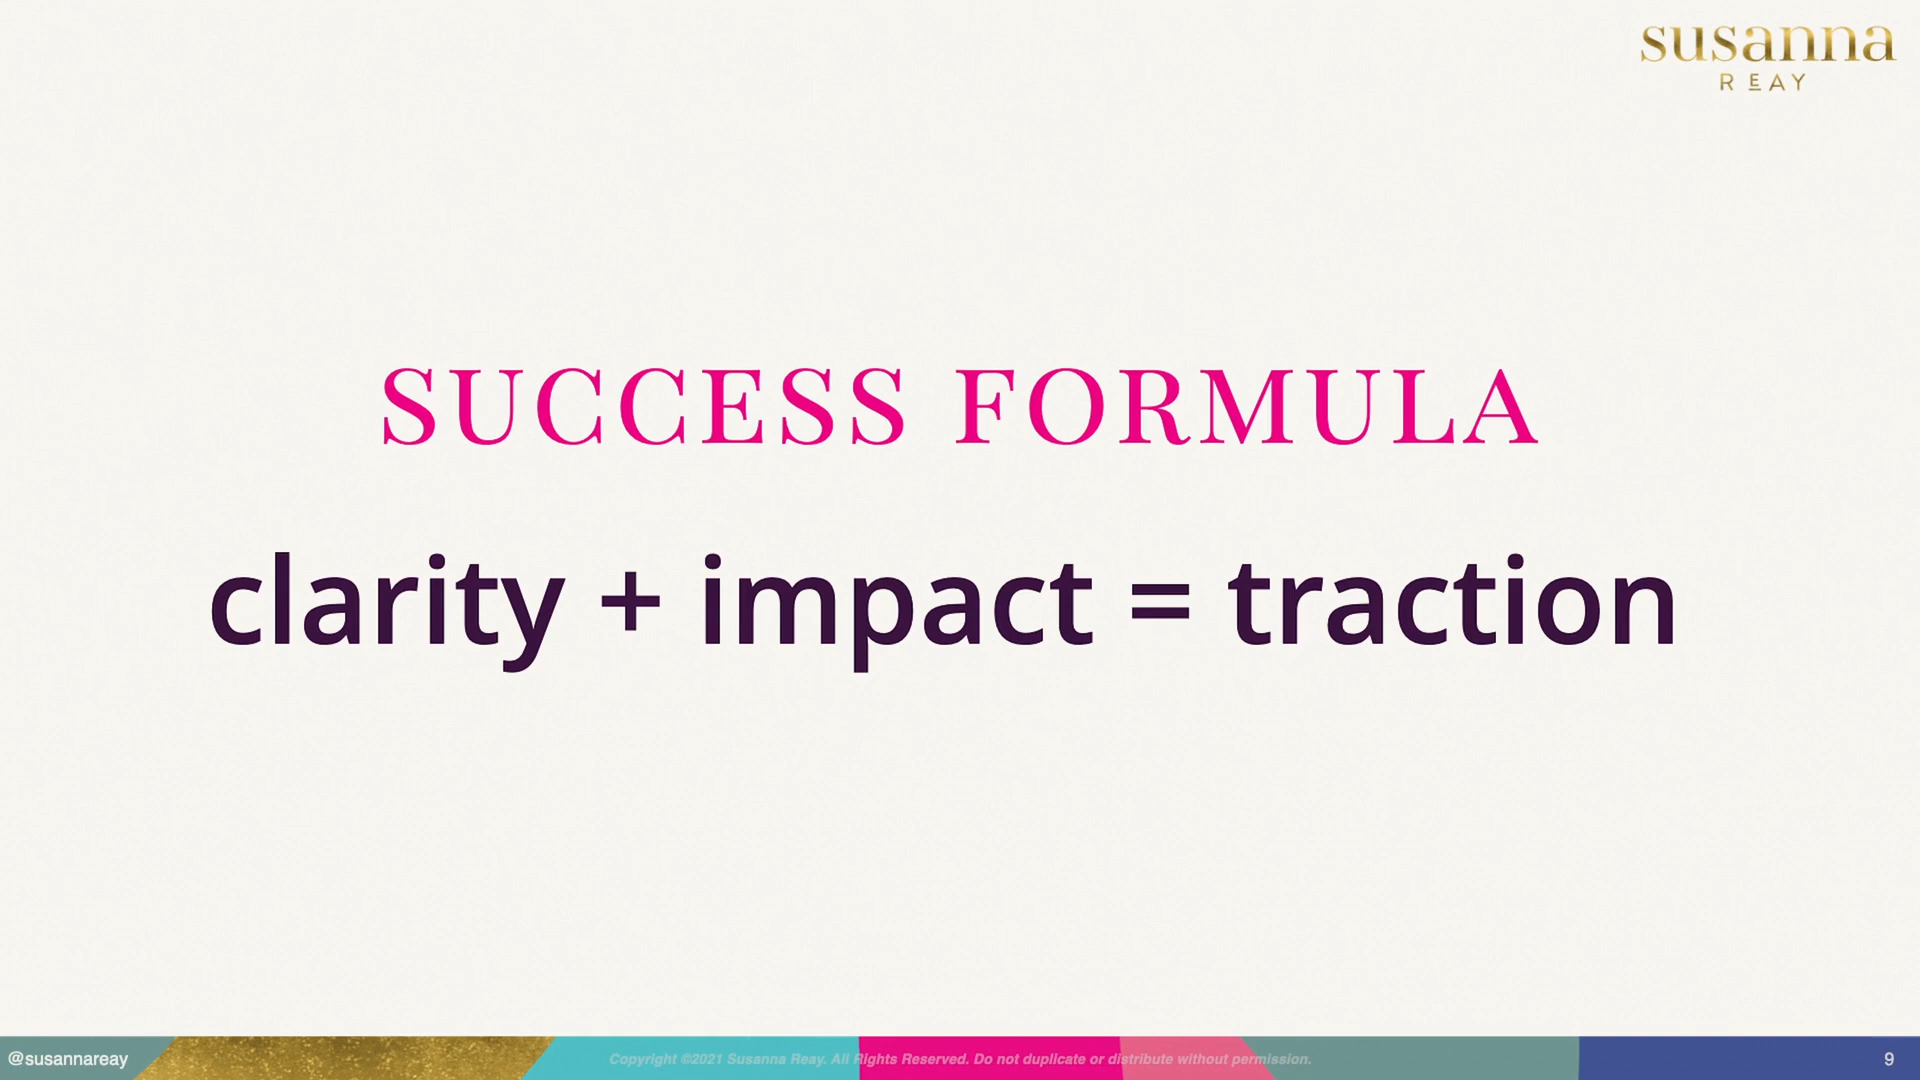 susanna
REAY
SUCCESS FORMULA
clarity + impact = traction
@susannareay
Copyright ©2021 Susanna Reay. All Rights Reserved. Do not duplicate or distribute without permission.
9